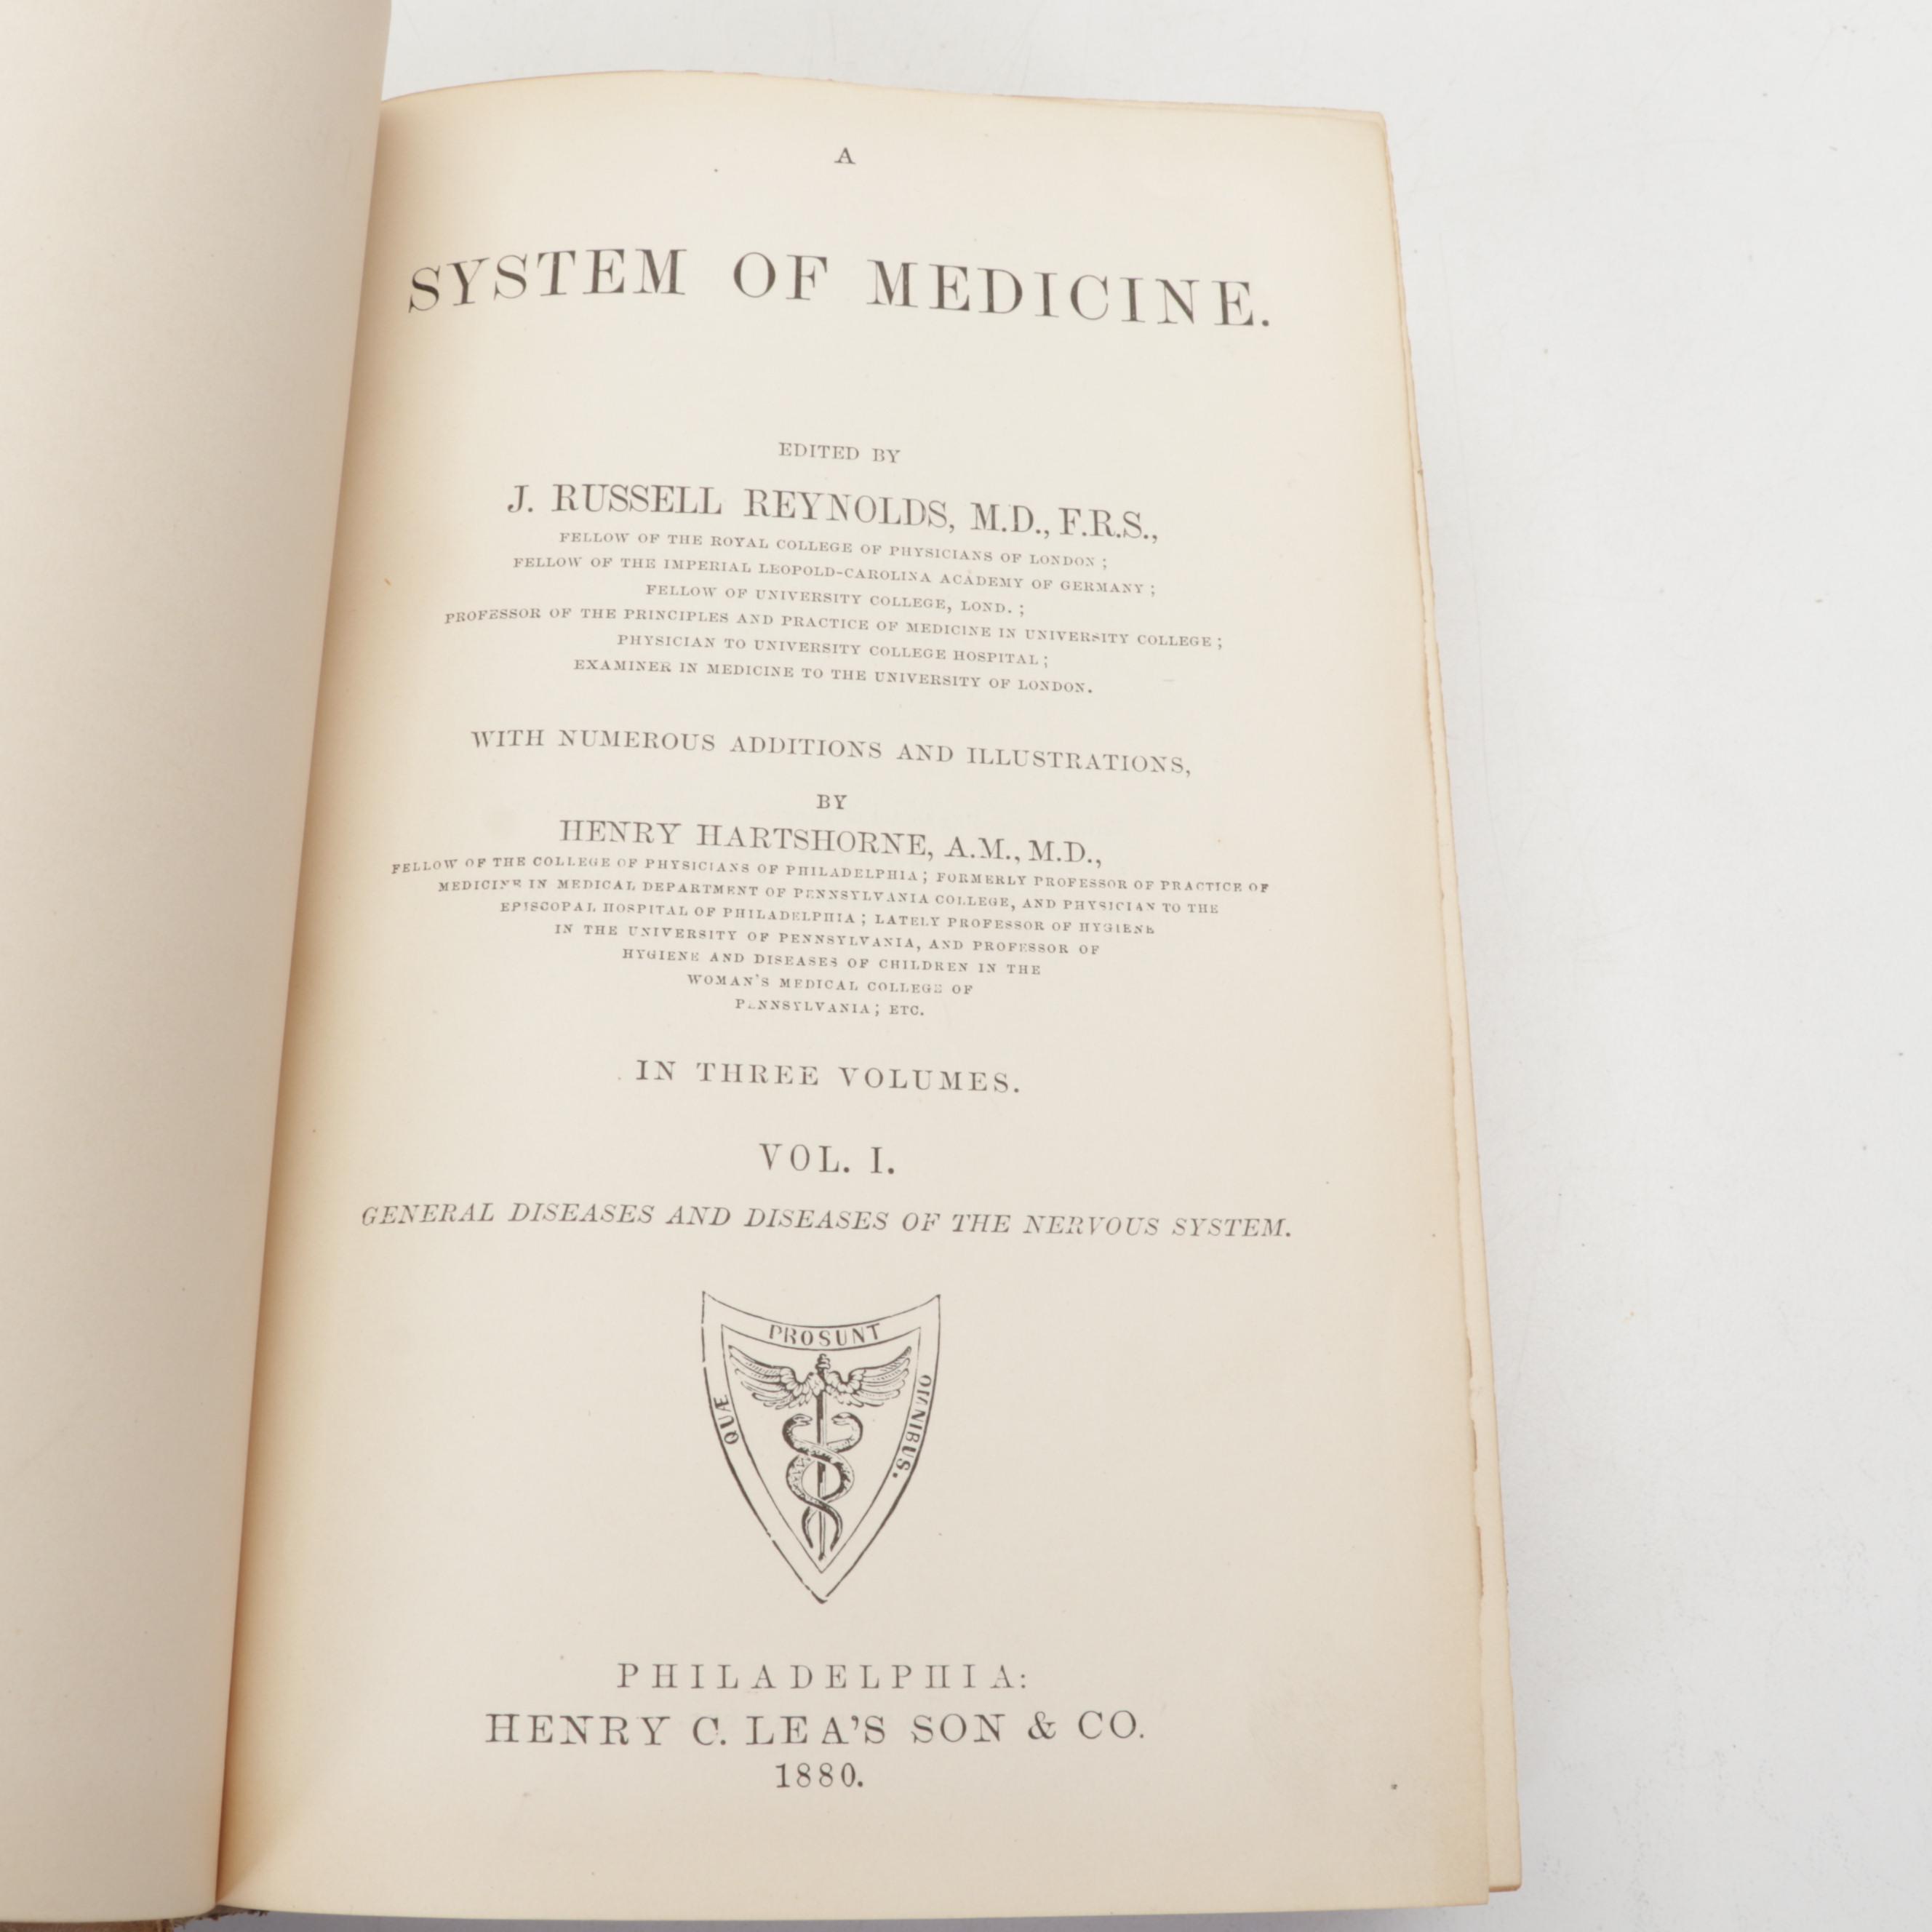 A
SYSTEM OF MEDICINE.
EDITED BY
J. RUSSELL REYNOLDS, M.D., F.R.S.,
FELLOW OF THE ROYAL COLLEGE OF PHYSICIANS OF LONDON;
FELLOW OF THE IMPERIAL LEOPOLD-CAROLINA ACADEMY OF GERMANY;
FELLOW OF UNIVERSITY COLLEGE, LOND.;
PROFESSOR OF THE PRINCIPLES AND PRACTICE OF MEDICINE IN UNIVERSITY COLLEGE;
PHYSICIAN TO UNIVERSITY COLLEGE HOSPITAL;
EXAMINER IN MEDICINE TO THE UNIVERSITY OF LONDON.
WITH NUMEROUS ADDITIONS AND ILLUSTRATIONS,
BY
HENRY HARTSHORNE, A.M., M.D.,
FELLOW OF THE COLLEGE OF PHYSICIANS OF PHILADELPHIA; FORMERLY PROFESSOR OF PRACTICE OF
MEDICINE IN MEDICAL DEPARTMENT OF PENNSYLVANIA COLLEGE, AND PHYSICIAN TO THE
EPISCOPAL HOSPITAL OF PHILADELPHIA; LATELY PROFESSOR OF HYGIENE
IN THE UNIVERSITY OF PENNSYLVANIA, AND PROFESSOR OF
HYGIENE AND DISEASES OF CHILDREN IN THE
WOMAN'S MEDICAL COLLEGE OF
PENNSYLVANIA; ETC.
IN THREE VOLUMES.
VOL. I.
GENERAL DISEASES AND DISEASES OF THE NERVOUS SYSTEM.
QUÆ PROSUNT OMNIBUS.
PHILADELPHIA:
HENRY C. LEA'S SON & CO.
1880.